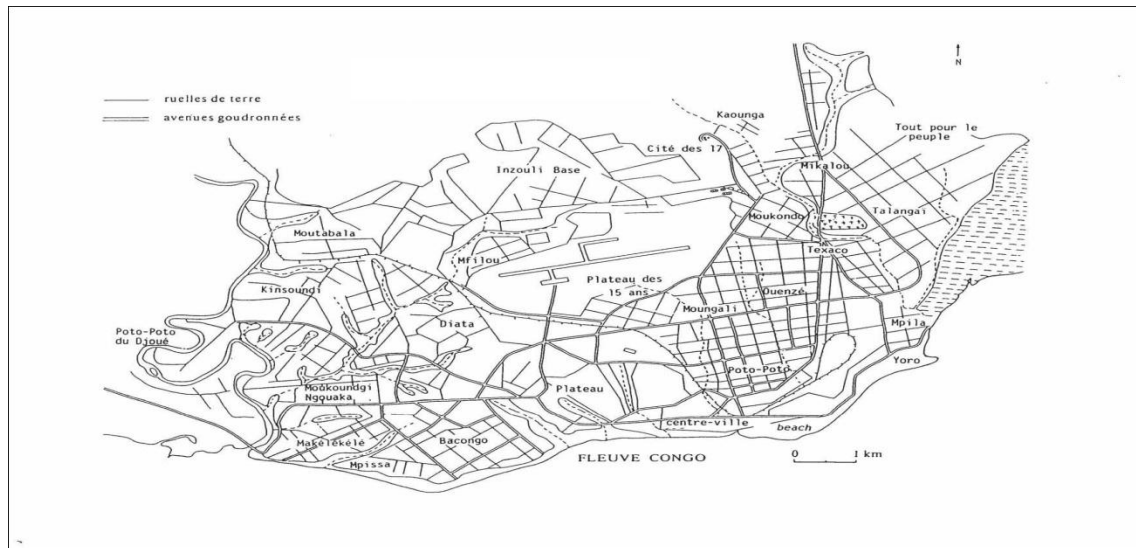 N
ruelles de terre
avenues goudronnées
Kaounga
Tout pour le
peuple
Cité des 17
Inzouli Base
Mikalou
Moukondo
Talangaï
Moutabala
Texaco
Mfilou
Kinsoundi
Plateau des
15 ans
Ouenzé
Moungali
Diata
Mpila
Poto-Poto
du Djoué
Yoro
Poto-Poto
Moukoundgi
Ngouaka
Plateau
centre-ville
beach
Makélékélé
Bacongo
Mpissa
FLEUVE CONGO
0 1 km